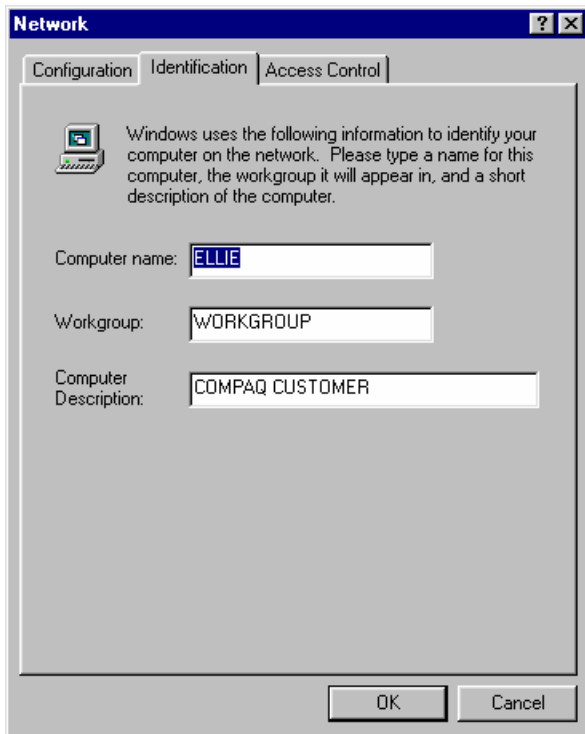 Network
Configuration Identification Access Control
Windows uses the following information to identify your
computer on the network.  Please type a name for this
computer, the workgroup it will appear in, and a short
description of the computer.
Computer name: ELLIE
Workgroup: WORKGROUP
Computer
Description: COMPAQ CUSTOMER
OK Cancel